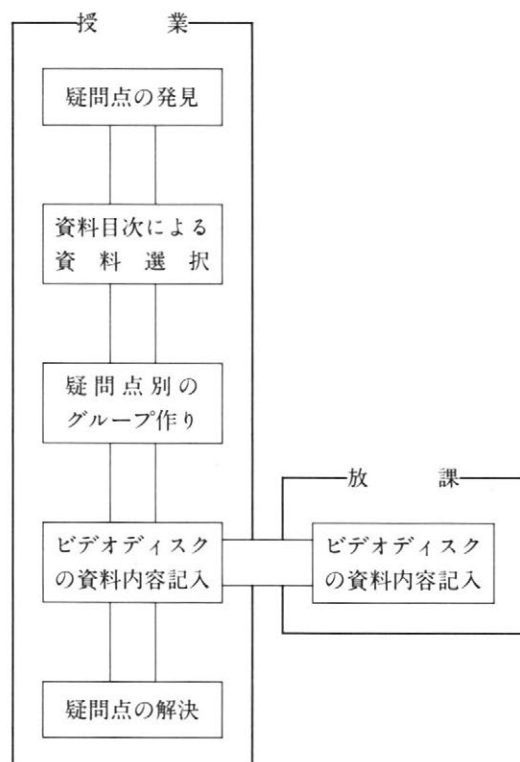 授業
疑問点の発見
資料目次による
資料選択
疑問点別の
グループ作り
ビデオディスク
の資料内容記入
疑問点の解決
放課
ビデオディスク
の資料内容記入